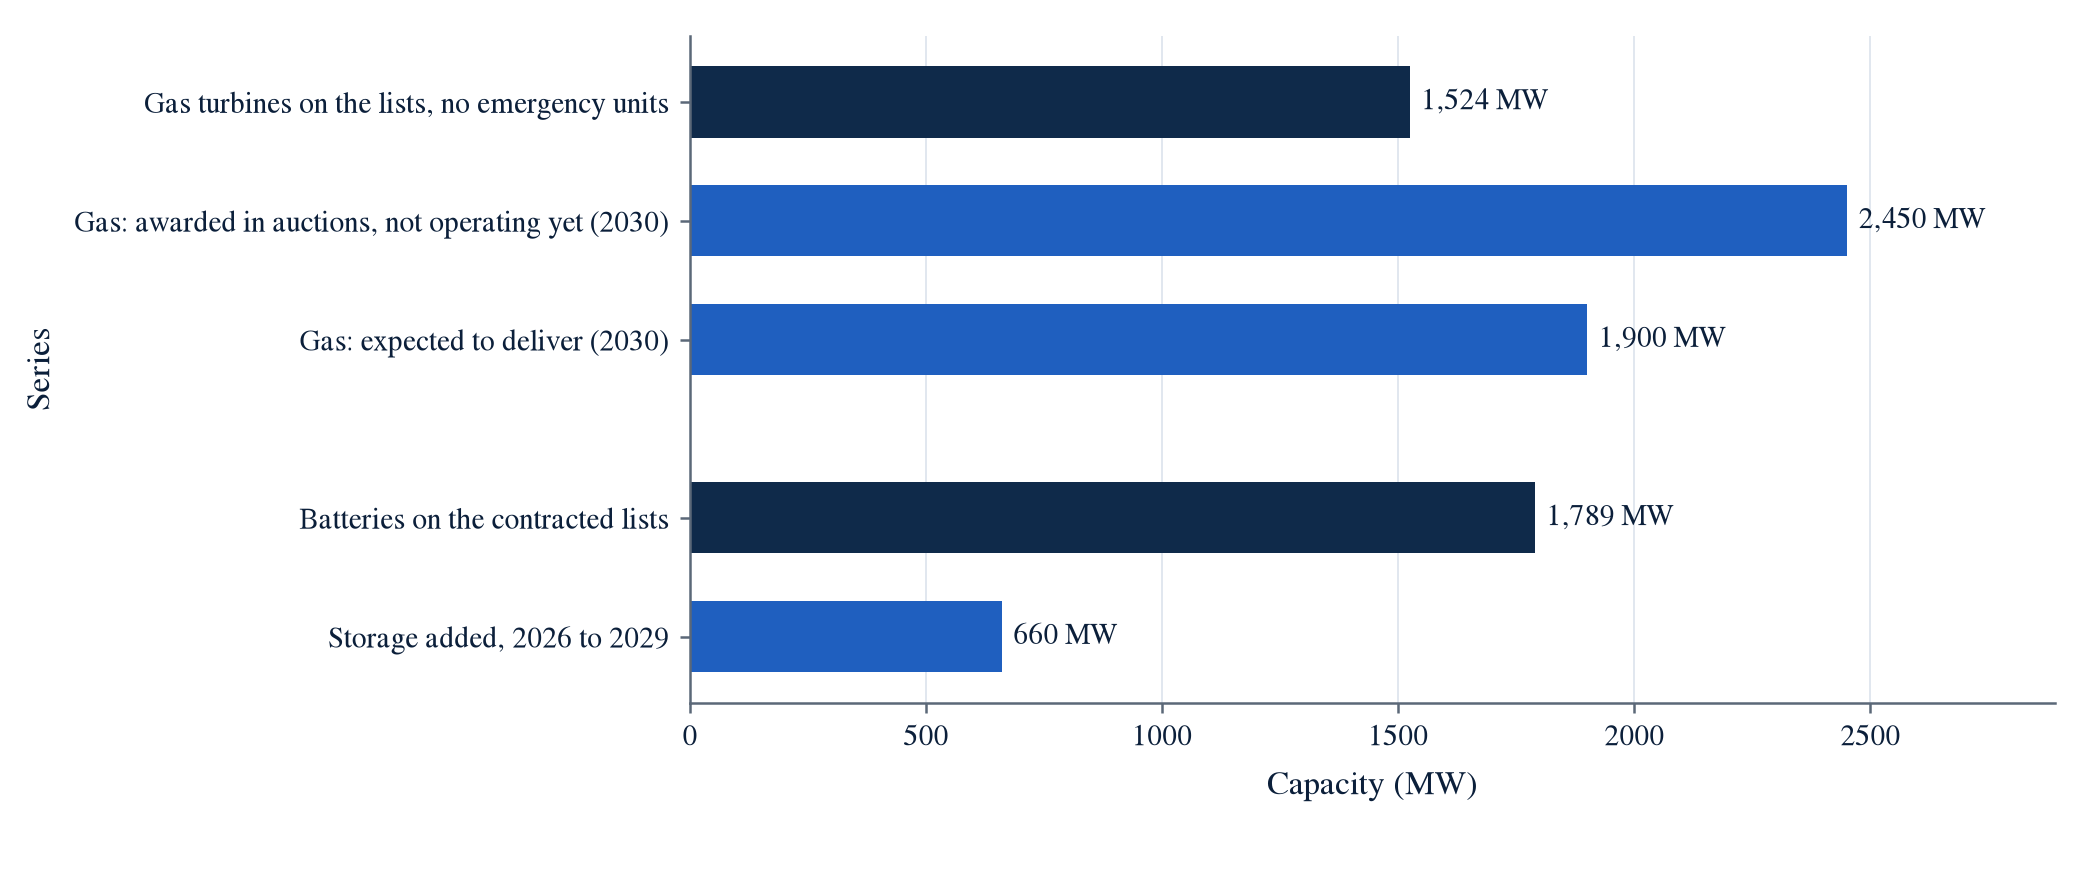 Gas turbines on the lists, no emergency units
1,524 MW
Gas: awarded in auctions, not operating yet (2030)
2,450 MW
Gas: expected to deliver (2030)
1,900 MW
Series
Batteries on the contracted lists
1,789 MW
Storage added, 2026 to 2029
660 MW
0 500 1000 1500 2000 2500
Capacity (MW)